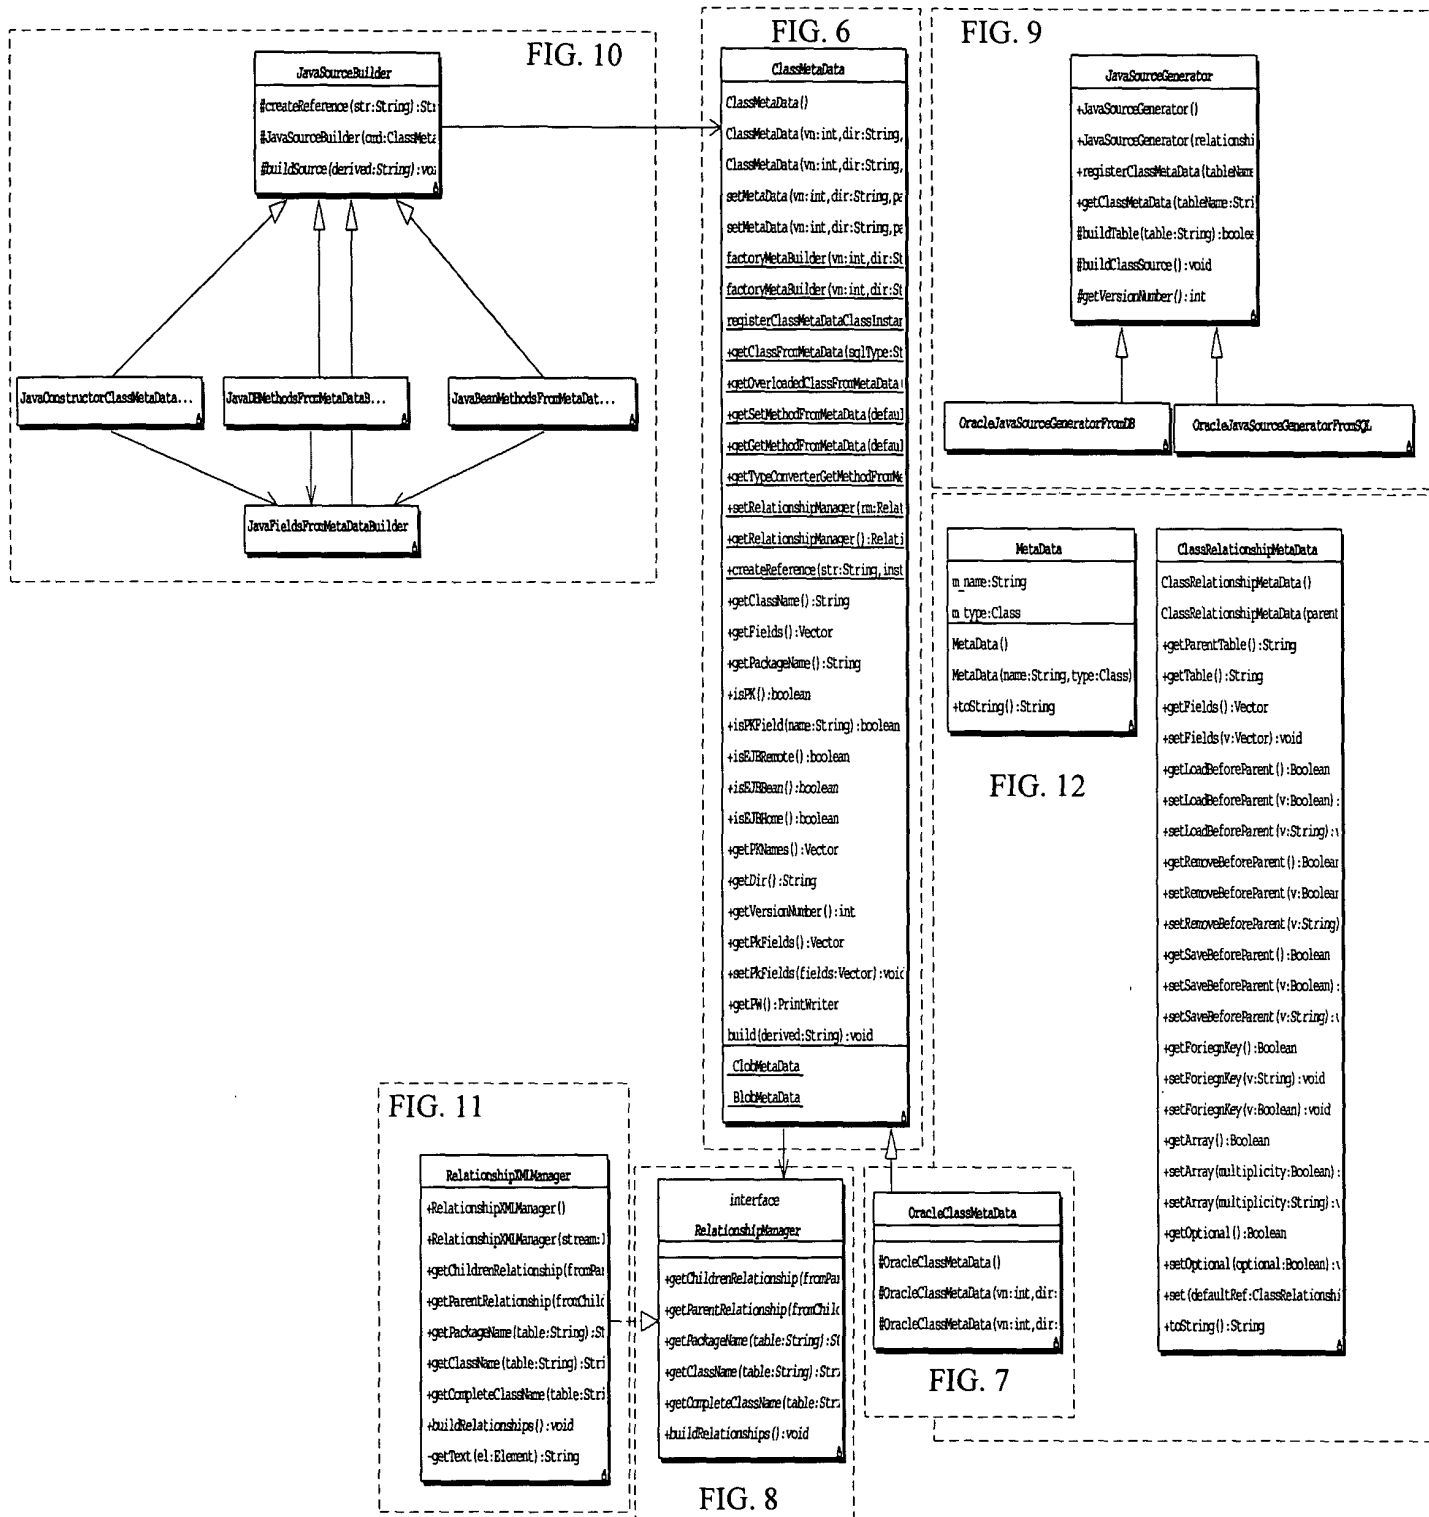 FIG. 10
JavaSourceBuilder
#createReference(str:String):Str
#JavaSourceBuilder(cmd:ClassMeta
#buildSource(derived:String):voi
JavaConstructorClassMetaData...
JavaDBMethodsFromMetaDataB...
JavaBeanMethodsFromMetaDat...
JavaFieldsFromMetaDataBuilder
FIG. 6
ClassMetaData
ClassMetaData()
ClassMetaData(vn:int,dir:String,
ClassMetaData(vn:int,dir:String,
setMetaData(vn:int,dir:String,pa
setMetaData(vn:int,dir:String,pa
factoryMetaBuilder(vn:int,dir:St
factoryMetaBuilder(vn:int,dir:St
registerClassMetaDataClassInstan
+getClassFromMetaData(sqlType:St
+getOverloadedClassFromMetaData(
+getSetMethodFromMetaData(defaul
+getGetMethodFromMetaData(defaul
+getTypeConverterGetMethodFromMe
+setRelationshipManager(rm:Relat
+getRelationshipManager():Relati
+createReference(str:String,inst
+getClassName():String
+getFields():Vector
+getPackageName():String
+isPK():boolean
+isPKField(name:String):boolean
+isEJBRemote():boolean
+isEJBBean():boolean
+isEJBHome():boolean
+getPKNames():Vector
+getDir():String
+getVersionNumber():int
+getPkFields():Vector
+setPkFields(fields:Vector):void
+getPW():PrintWriter
build(derived:String):void
ClobMetaData
BlobMetaData
FIG. 9
JavaSourceGenerator
+JavaSourceGenerator()
+JavaSourceGenerator(relationshi
+registerClassMetaData(tableName
+getClassMetaData(tableName:Stri
#buildTable(table:String):boolea
#buildClassSource():void
#getVersionNumber():int
OracleJavaSourceGeneratorFromDB
OracleJavaSourceGeneratorFromSQL
MetaData
m_name:String
m_type:Class
MetaData()
MetaData(name:String,type:Class)
+toString():String
FIG. 12
ClassRelationshipMetaData
ClassRelationshipMetaData()
ClassRelationshipMetaData(parent
+getParentTable():String
+getTable():String
+getFields():Vector
+setFields(v:Vector):void
+getLoadBeforeParent():Boolean
+setLoadBeforeParent(v:Boolean):
+setLoadBeforeParent(v:String):v
+getRemoveBeforeParent():Boolean
+setRemoveBeforeParent(v:Boolean
+setRemoveBeforeParent(v:String)
+getSaveBeforeParent():Boolean
+setSaveBeforeParent(v:Boolean):
+setSaveBeforeParent(v:String):v
+getForiegnKey():Boolean
+setForiegnKey(v:String):void
+setForiegnKey(v:Boolean):void
+getArray():Boolean
+setArray(multiplicity:Boolean):
+setArray(multiplicity:String):v
+getOptional():Boolean
+setOptional(optional:Boolean):v
+set(defaultRef:ClassRelationshi
+toString():String
FIG. 11
RelationshipXMLManager
+RelationshipXMLManager()
+RelationshipXMLManager(stream:I
+getChildrenRelationship(fromPar
+getParentRelationship(fromChild
+getPackageName(table:String):St
+getClassName(table:String):Stri
+getCompleteClassName(table:Stri
+buildRelationships():void
-getText(el:Element):String
interface
RelationshipManager
+getChildrenRelationship(fromPar
+getParentRelationship(fromChild
+getPackageName(table:String):St
+getClassName(table:String):Stri
+getCompleteClassName(table:Stri
+buildRelationships():void
FIG. 8
OracleClassMetaData
#OracleClassMetaData()
#OracleClassMetaData(vn:int,dir:
#OracleClassMetaData(vn:int,dir:
FIG. 7